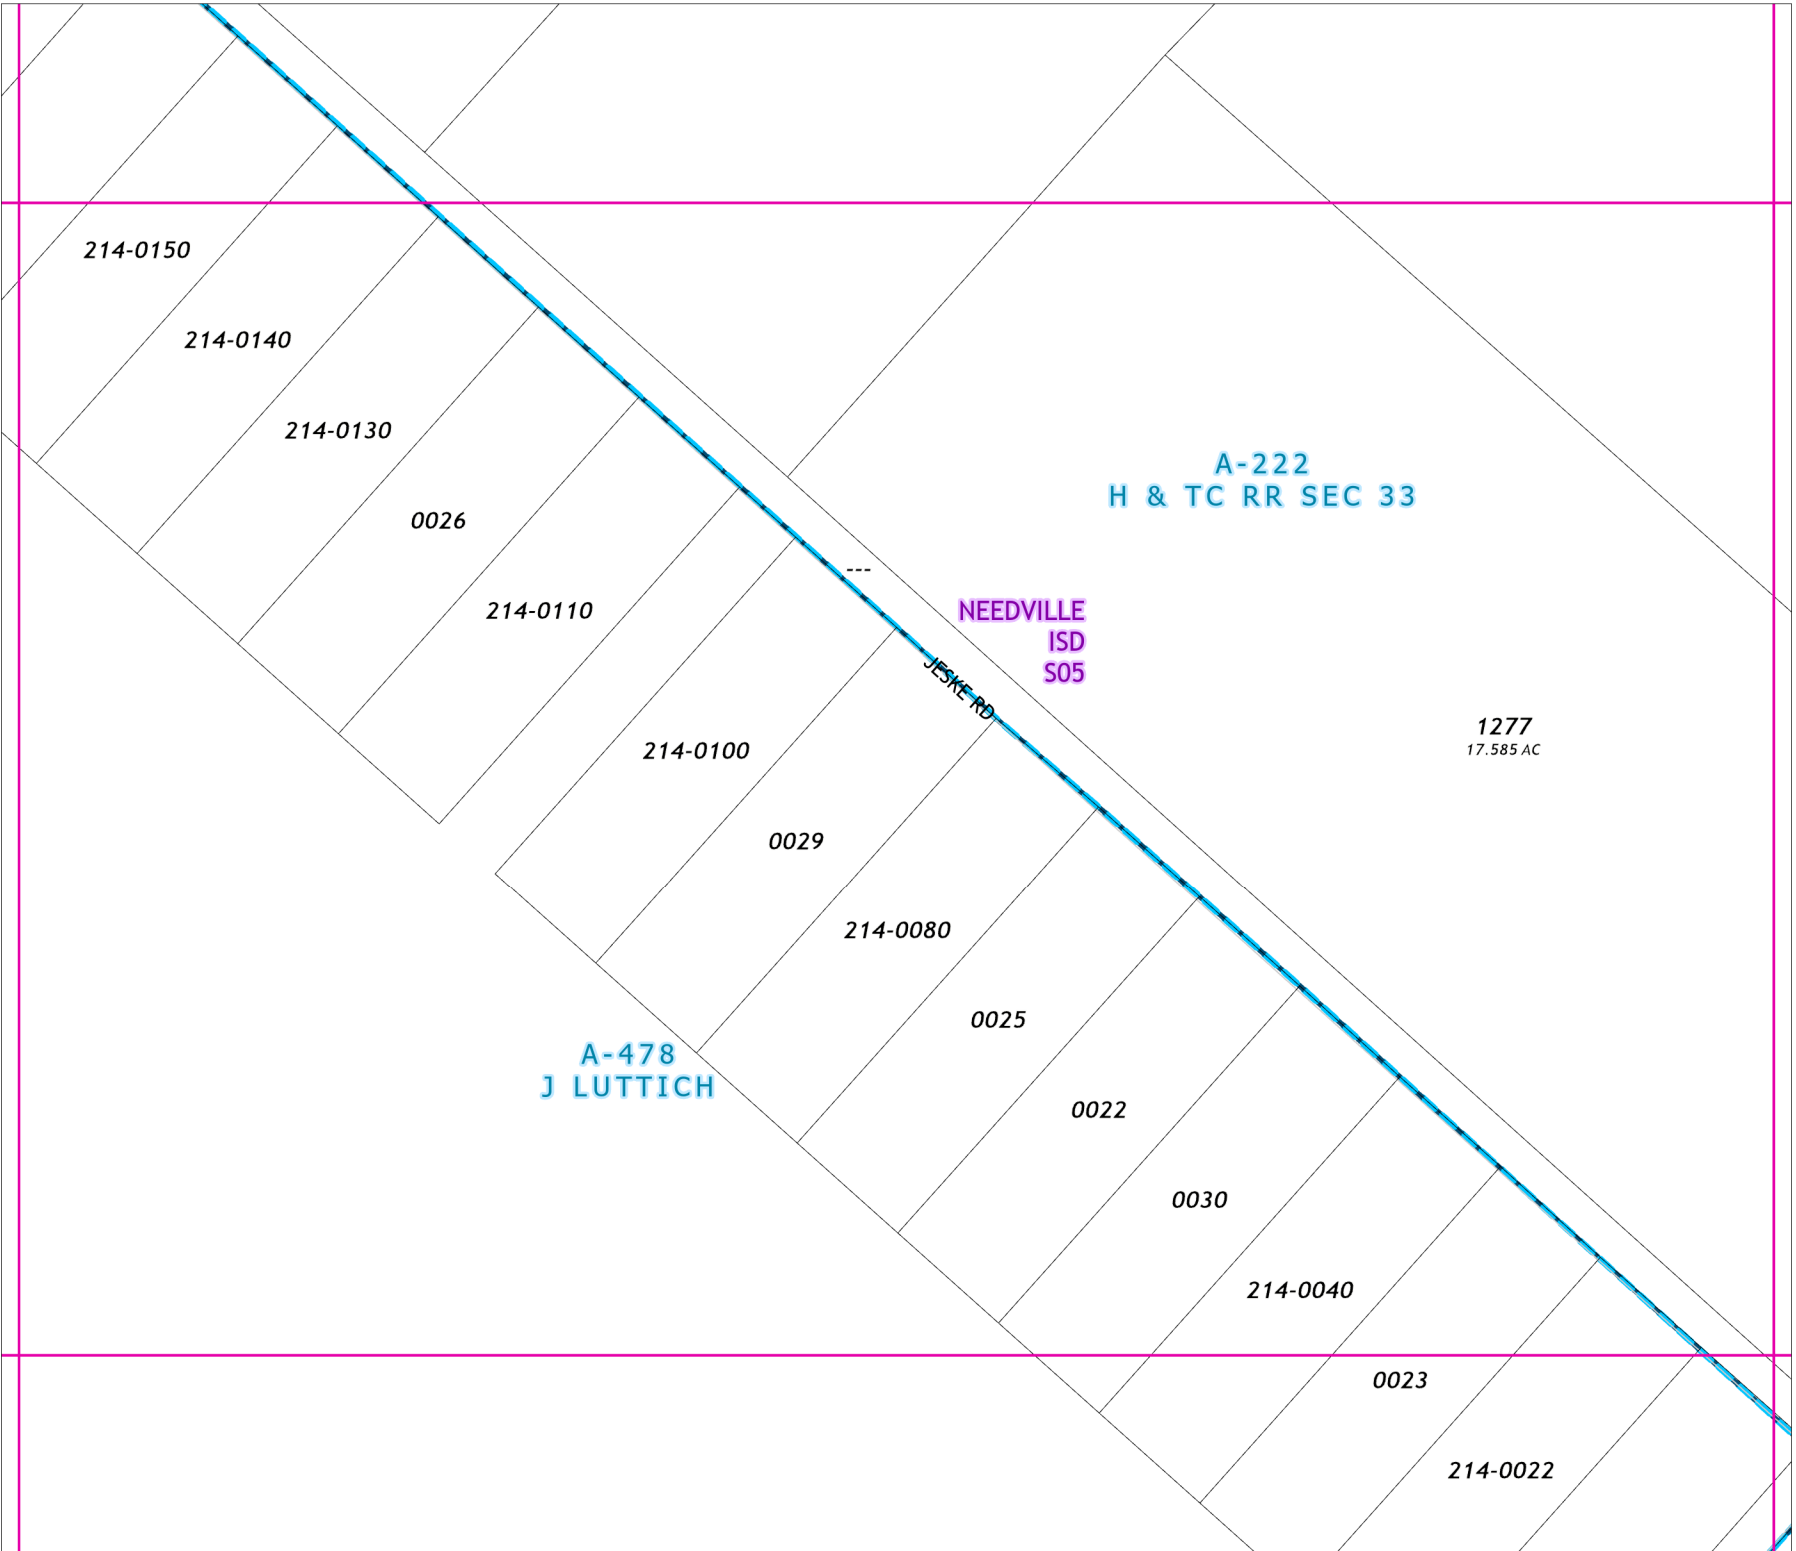 214-0150
214-0140
214-0130
A-222
H & TC RR SEC 33
0026
---
214-0110
NEEDVILLE
ISD
S05
JESKE RD
1277
17.585 AC
214-0100
0029
214-0080
0025
A-478
J LUTTICH
0022
0030
214-0040
0023
214-0022